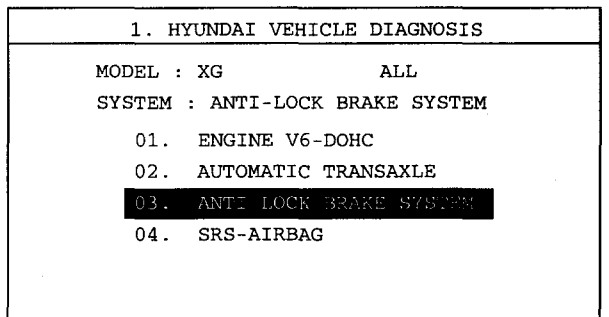 1. HYUNDAI VEHICLE DIAGNOSIS
MODEL : XG ALL
SYSTEM : ANTI-LOCK BRAKE SYSTEM
01. ENGINE V6-DOHC
02. AUTOMATIC TRANSAXLE
03. ANTI LOCK BRAKE SYSTEM
04. SRS-AIRBAG